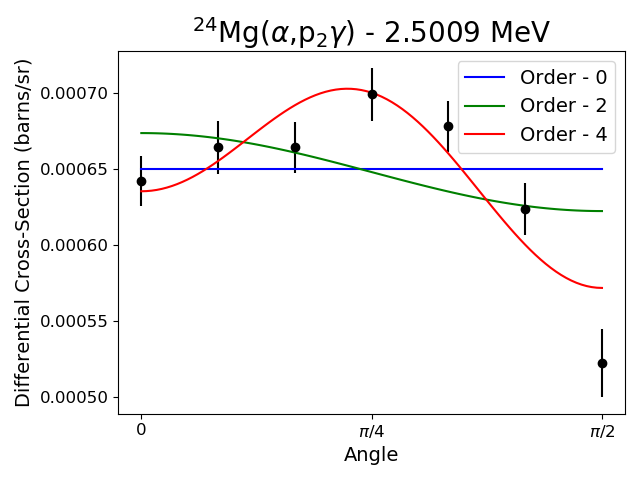 ²⁴Mg(α,p₂γ) - 2.5009 MeV
Order - 0
Order - 2
Order - 4
Differential Cross-Section (barns/sr)
0.00070
0.00065
0.00060
0.00055
0.00050
0
π/4
π/2
Angle